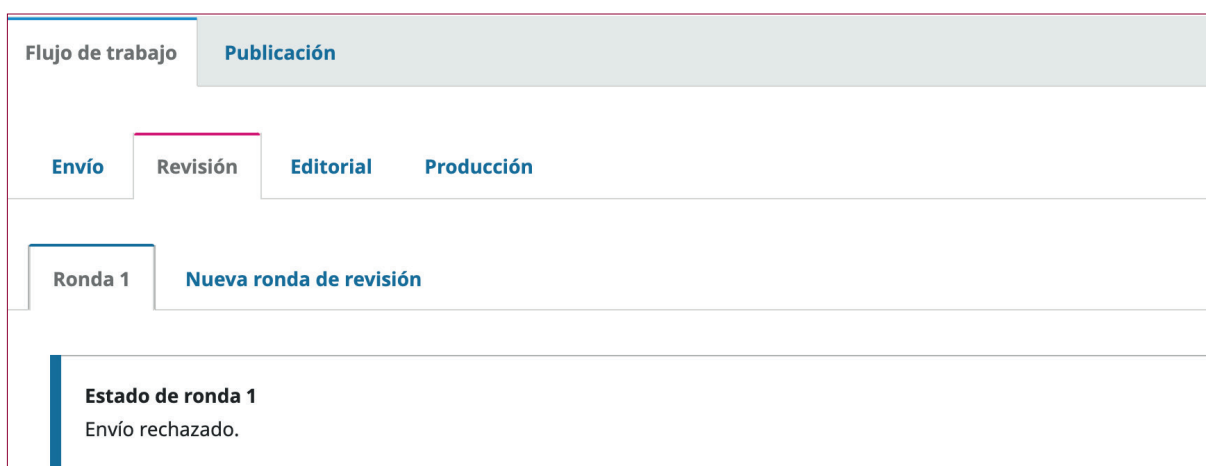 Flujo de trabajo Publicación
Envío Revisión Editorial Producción
Ronda 1 Nueva ronda de revisión
Estado de ronda 1
Envío rechazado.